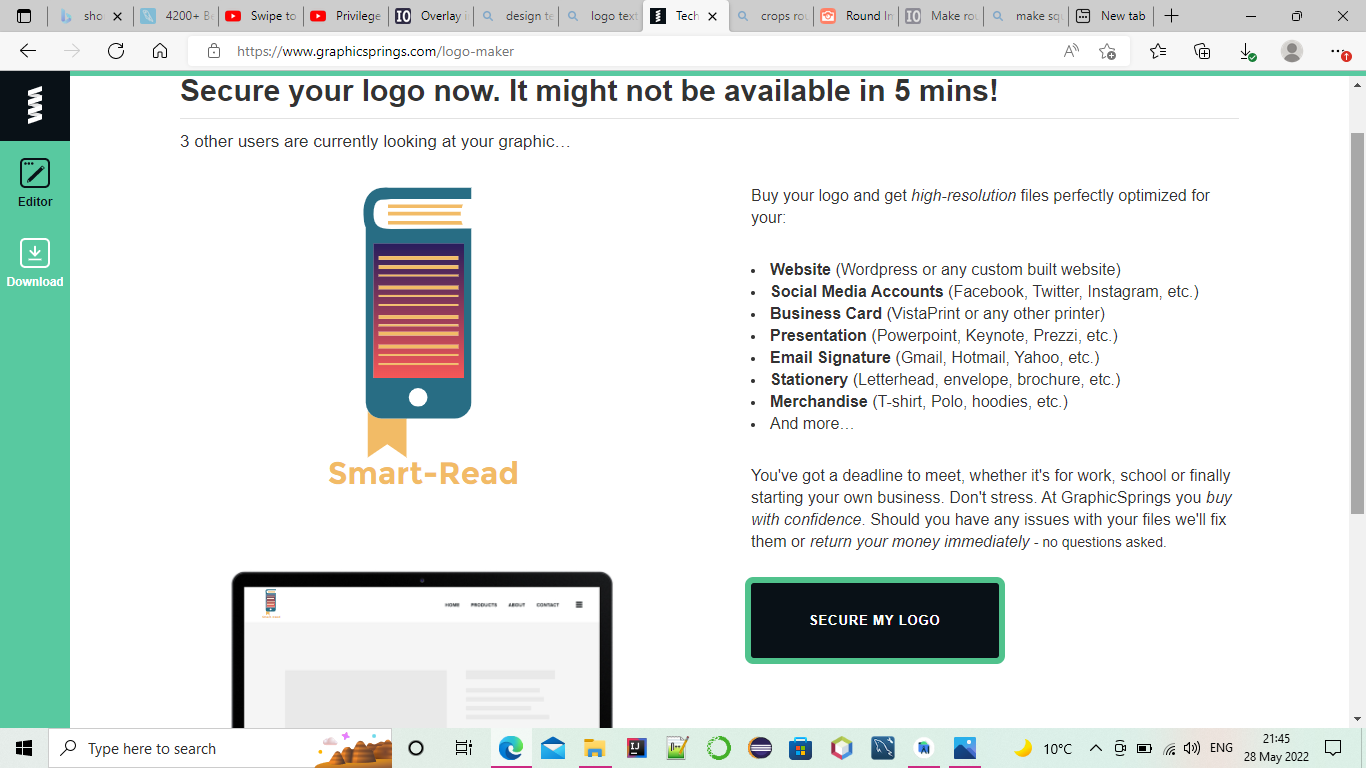 sho
4200+ Be
Swipe to
Privilege
Overlay i
design te
logo text
Tech
crops rou
Round Im
Make rou
make squ
New tab
https://www.graphicsprings.com/logo-maker
Secure your logo now. It might not be available in 5 mins!
3 other users are currently looking at your graphic…
Editor
Download
Smart-Read
Buy your logo and get high-resolution files perfectly optimized for
your:
• Website (Wordpress or any custom built website)
• Social Media Accounts (Facebook, Twitter, Instagram, etc.)
• Business Card (VistaPrint or any other printer)
• Presentation (Powerpoint, Keynote, Prezzi, etc.)
• Email Signature (Gmail, Hotmail, Yahoo, etc.)
• Stationery (Letterhead, envelope, brochure, etc.)
• Merchandise (T-shirt, Polo, hoodies, etc.)
• And more…
You've got a deadline to meet, whether it's for work, school or finally
starting your own business. Don't stress. At GraphicSprings you buy
with confidence. Should you have any issues with your files we'll fix
them or return your money immediately - no questions asked.
SECURE MY LOGO
HOME PRODUCTS ABOUT CONTACT
Type here to search
10°C
ENG
21:45
28 May 2022